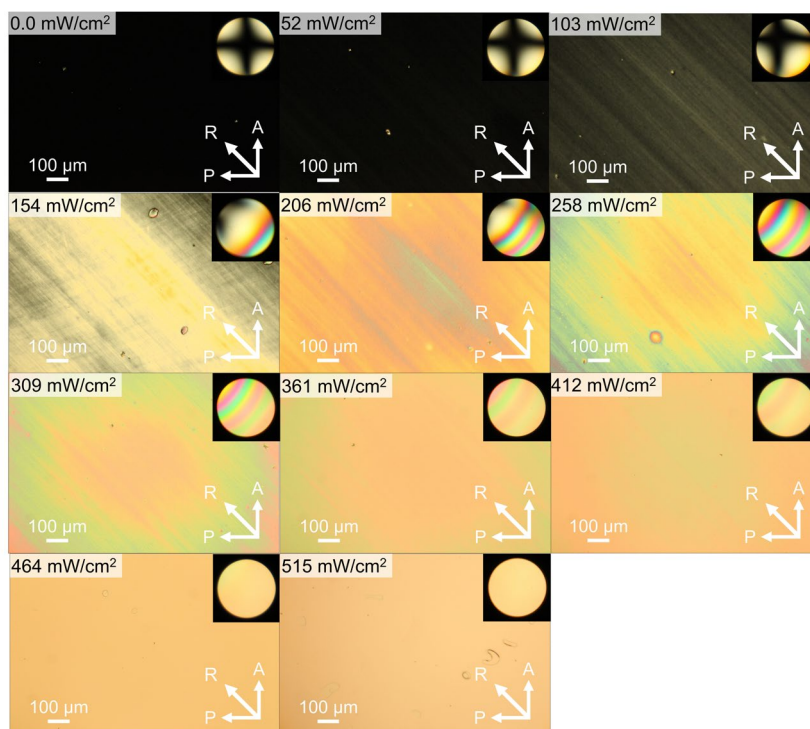 0.0 mW/cm²
R
A
P
100 µm
52 mW/cm²
R
A
P
100 µm
103 mW/cm²
R
A
P
100 µm
154 mW/cm²
R
A
P
100 µm
206 mW/cm²
R
A
P
100 µm
258 mW/cm²
R
A
P
100 µm
309 mW/cm²
R
A
P
100 µm
361 mW/cm²
R
A
P
100 µm
412 mW/cm²
R
A
P
100 µm
464 mW/cm²
R
A
P
100 µm
515 mW/cm²
R
A
P
100 µm